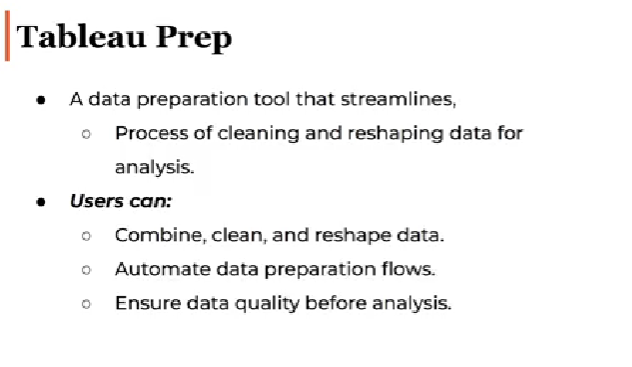 Tableau Prep
● A data preparation tool that streamlines,
○ Process of cleaning and reshaping data for
analysis.
● Users can:
○ Combine, clean, and reshape data.
○ Automate data preparation flows.
○ Ensure data quality before analysis.